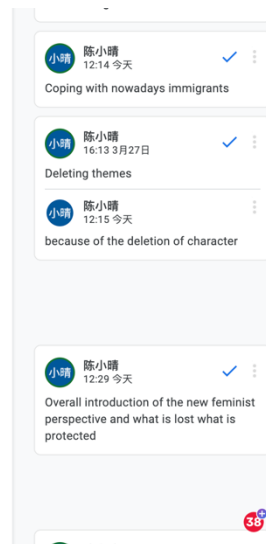 小晴
陈小晴
12:14 今天
Coping with nowadays immigrants
小晴
陈小晴
16:13 3月27日
Deleting themes
小晴
陈小晴
12:15 今天
because of the deletion of character
小晴
陈小晴
12:29 今天
Overall introduction of the new feminist
perspective and what is lost what is
protected
38